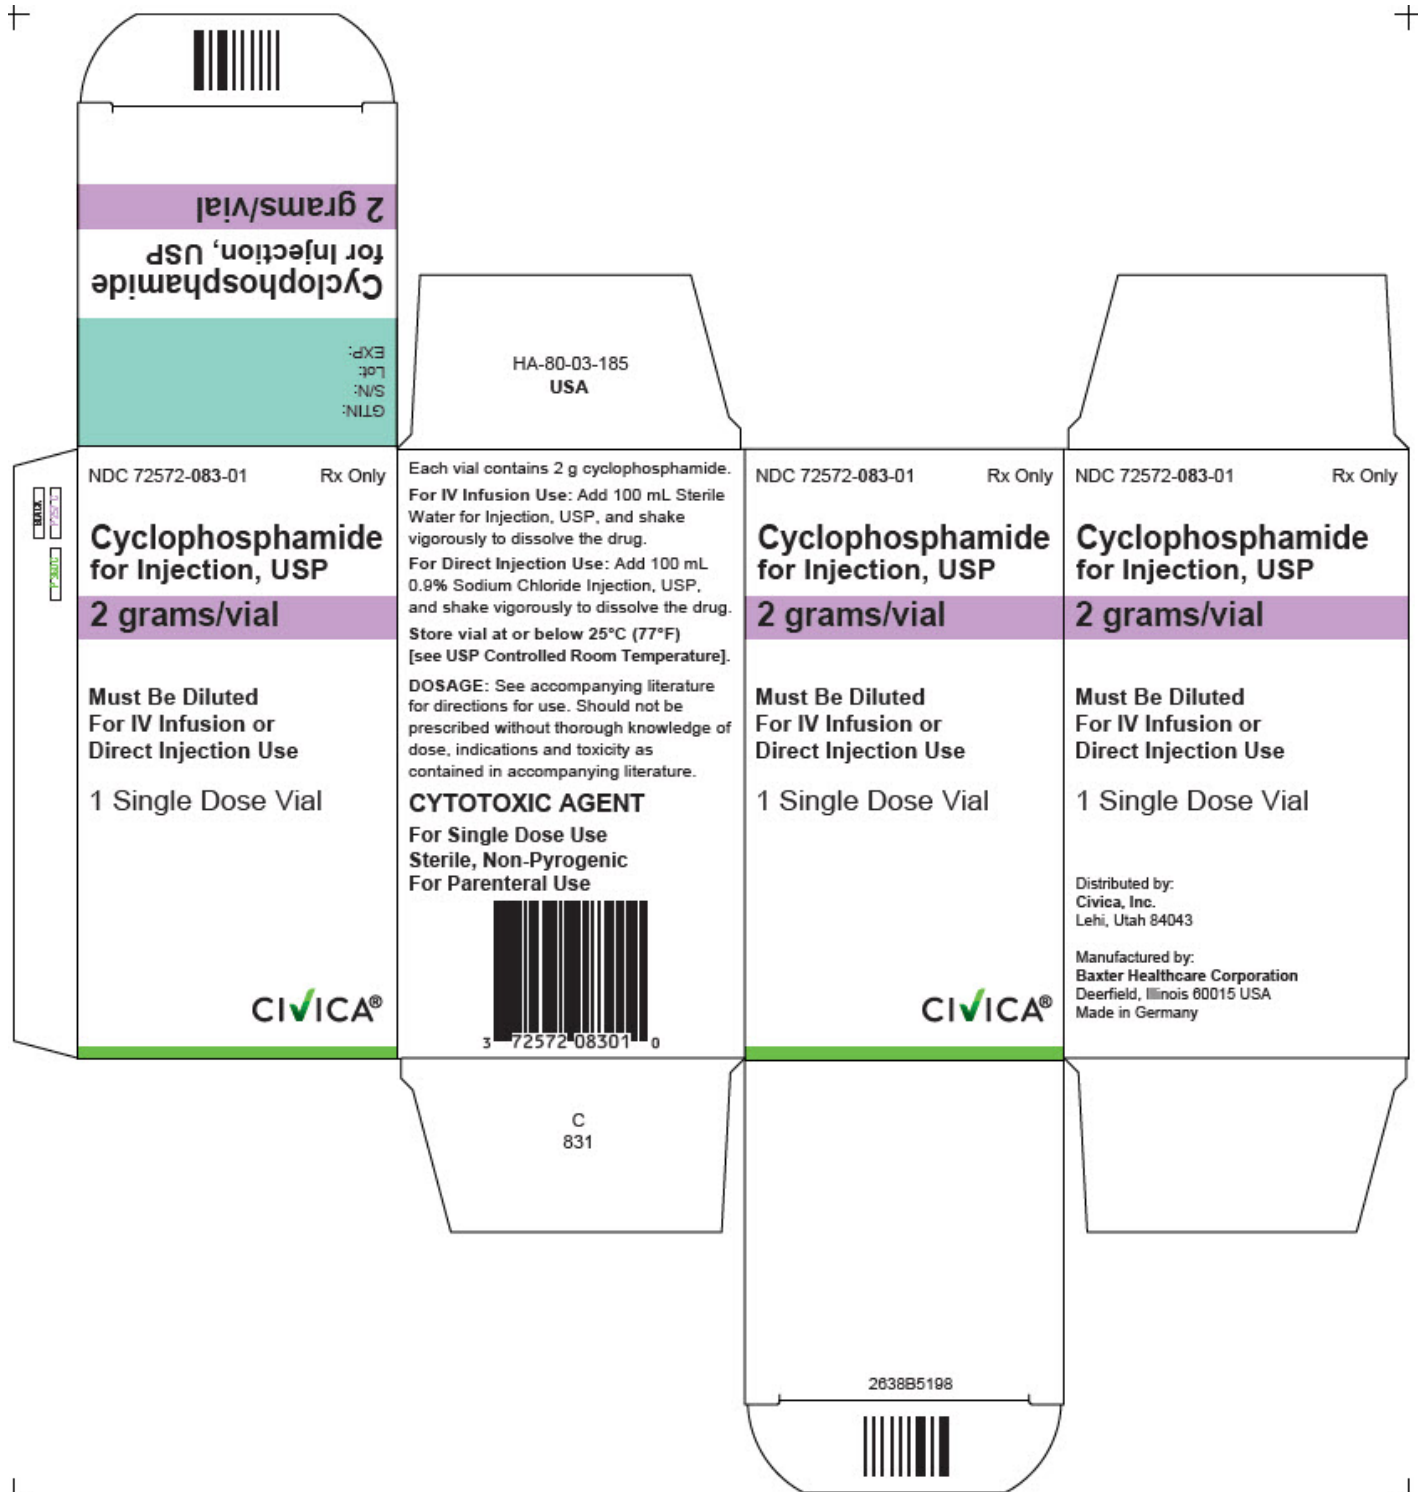 2 grams/vial
Cyclophosphamide
for Injection, USP
GTIN:
S/N:
Lot:
EXP:
HA-80-03-185
USA
BLACK
NDC 72572-083-01 Rx Only
Cyclophosphamide
for Injection, USP
2 grams/vial
Must Be Diluted
For IV Infusion or
Direct Injection Use
1 Single Dose Vial
CIVICA®
Each vial contains 2 g cyclophosphamide.
For IV Infusion Use: Add 100 mL Sterile
Water for Injection, USP, and shake
vigorously to dissolve the drug.
For Direct Injection Use: Add 100 mL
0.9% Sodium Chloride Injection, USP,
and shake vigorously to dissolve the drug.
Store vial at or below 25°C (77°F)
[see USP Controlled Room Temperature].
DOSAGE: See accompanying literature
for directions for use. Should not be
prescribed without thorough knowledge of
dose, indications and toxicity as
contained in accompanying literature.
CYTOTOXIC AGENT
For Single Dose Use
Sterile, Non-Pyrogenic
For Parenteral Use
3 72572 08301 0
C
831
NDC 72572-083-01 Rx Only
Cyclophosphamide
for Injection, USP
2 grams/vial
Must Be Diluted
For IV Infusion or
Direct Injection Use
1 Single Dose Vial
CIVICA®
2638B5198
NDC 72572-083-01 Rx Only
Cyclophosphamide
for Injection, USP
2 grams/vial
Must Be Diluted
For IV Infusion or
Direct Injection Use
1 Single Dose Vial
Distributed by:
Civica, Inc.
Lehi, Utah 84043
Manufactured by:
Baxter Healthcare Corporation
Deerfield, Illinois 60015 USA
Made in Germany